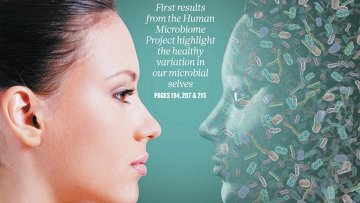 First results
from the Human
Microbiome
Project highlight
the healthy
variation in
our microbial
selves
PAGES 194, 207 & 215